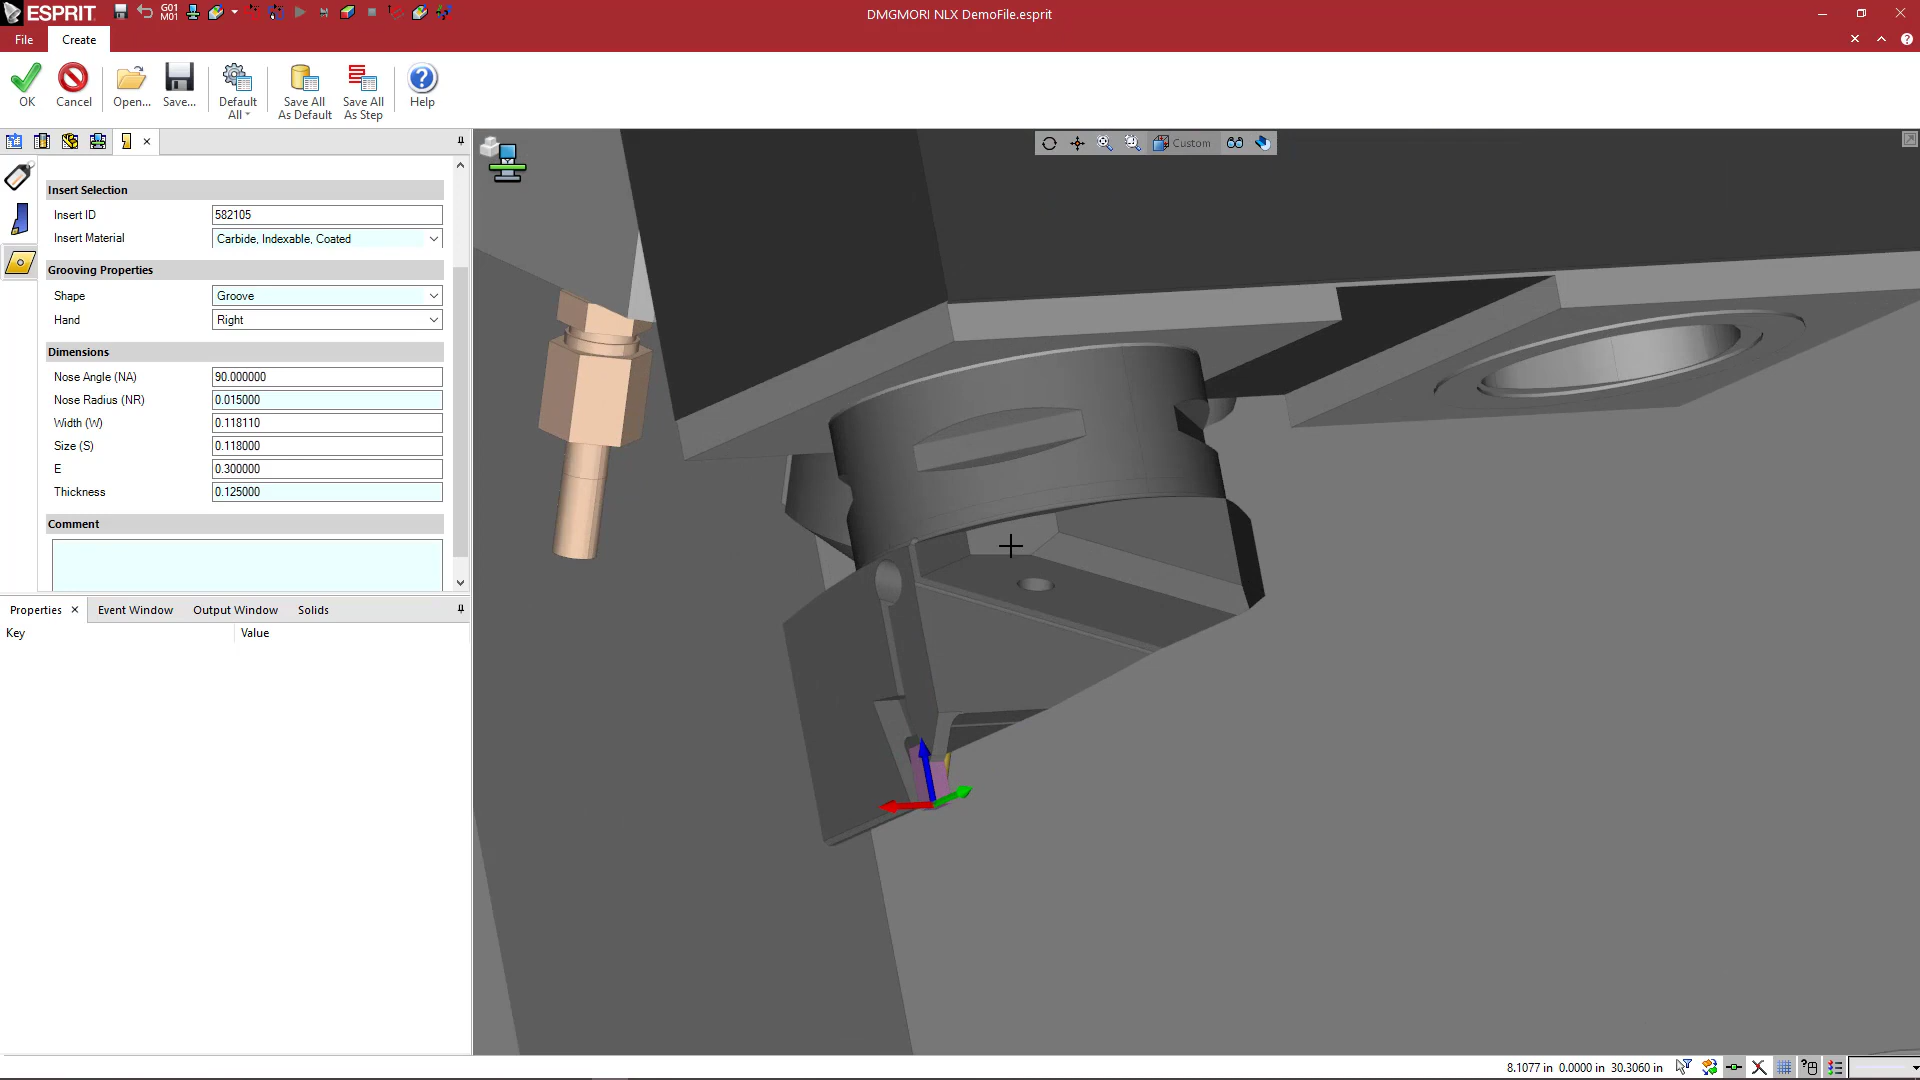 ESPRIT
G01
M01
DMGMORI NLX DemoFile.esprit
File
Create
OK
Cancel
Open...
Save...
Default
All
Save All
As Default
Save All
As Step
Help
Custom
Insert Selection
Insert ID
582105
Insert Material
Carbide, Indexable, Coated
Grooving Properties
Shape
Groove
Hand
Right
Dimensions
Nose Angle (NA)
90.000000
Nose Radius (NR)
0.015000
Width (W)
0.118110
Size (S)
0.118000
E
0.300000
Thickness
0.125000
Comment
Properties
Event Window
Output Window
Solids
Key
Value
8.1077 in 0.0000 in 30.3060 in